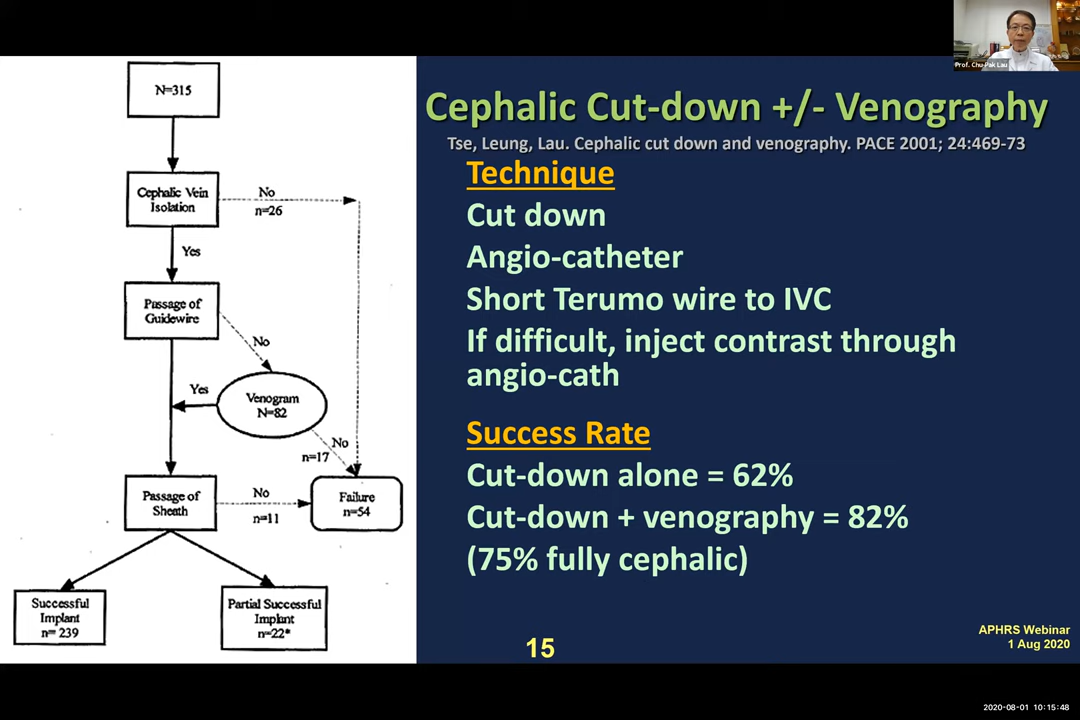 Prof. Chu-Pak Lau
N=315
Cephalic Vein
Isolation
No
n=26
Yes
Passage of
Guidewire
No
Yes
Venogram
N=82
No
n=17
Passage of
Sheath
No
n=11
Failure
n=54
Successful
Implant
n= 239
Partial Successful
Implant
n=22*
Cephalic Cut-down +/- Venography
Tse, Leung, Lau. Cephalic cut down and venography. PACE 2001; 24:469-73
Technique
Cut down
Angio-catheter
Short Terumo wire to IVC
If difficult, inject contrast through
angio-cath
Success Rate
Cut-down alone = 62%
Cut-down + venography = 82%
(75% fully cephalic)
15
APHRS Webinar
1 Aug 2020
2020-08-01 10:15:48